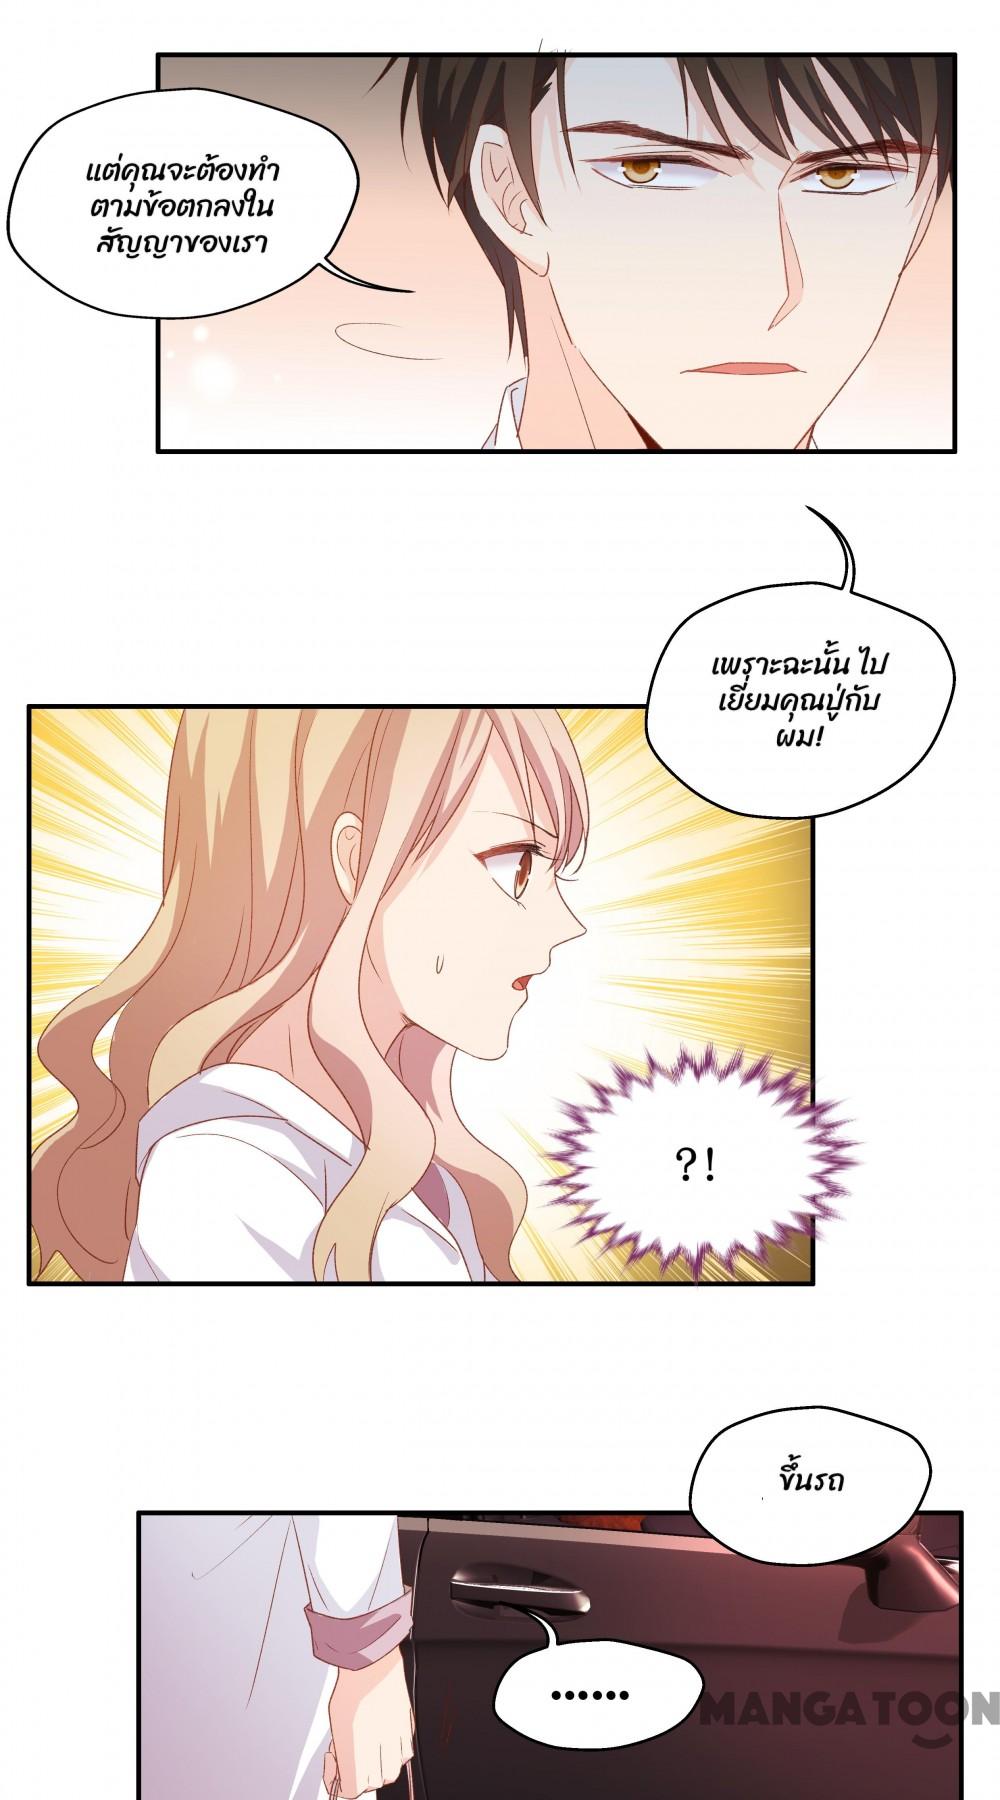 แต่คุณจะต้องทำ
ตามข้อตกลงใน
สัญญาของเรา
เพราะฉะนั้น ไป
เยี่ยมคุณปู่กับ
ผม!
?!
ขึ้นรถ
......
MANGATOON